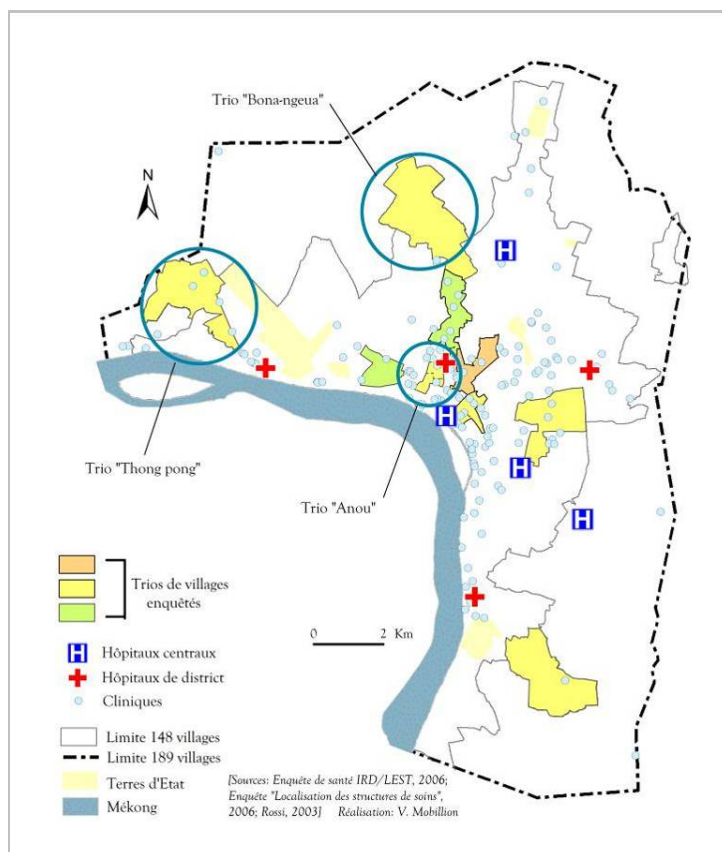 Trio "Bona-ngeua"
N
Trio "Thong pong"
Trio "Anou"
Trios de villages
enquêtés
0 2 Km
H Hôpitaux centraux
Hôpitaux de district
Cliniques
Limite 148 villages
Limite 189 villages
Terres d'Etat
Mékong
[Sources: Enquête de santé IRD/LEST, 2006;
Enquête "Localisation des structures de soins",
2006; Rossi, 2003] Réalisation: V. Mobillion
H
H
H
H